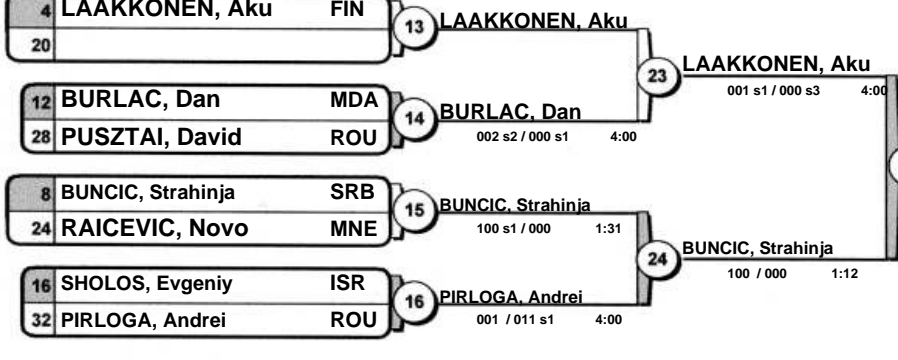 4 LAAKKONEN, Aku FIN
20
13 LAAKKONEN, Aku
12 BURLAC, Dan MDA
28 PUSZTAI, David ROU
14 BURLAC, Dan
002 s2 / 000 s1 4:00
23 LAAKKONEN, Aku
001 s1 / 000 s3 4:00
8 BUNCIC, Strahinja SRB
24 RAICEVIC, Novo MNE
15 BUNCIC, Strahinja
100 s1 / 000 1:31
16 SHOLOS, Evgeniy ISR
32 PIRLOGA, Andrei ROU
16 PIRLOGA, Andrei
001 / 011 s1 4:00
24 BUNCIC, Strahinja
100 / 000 1:12